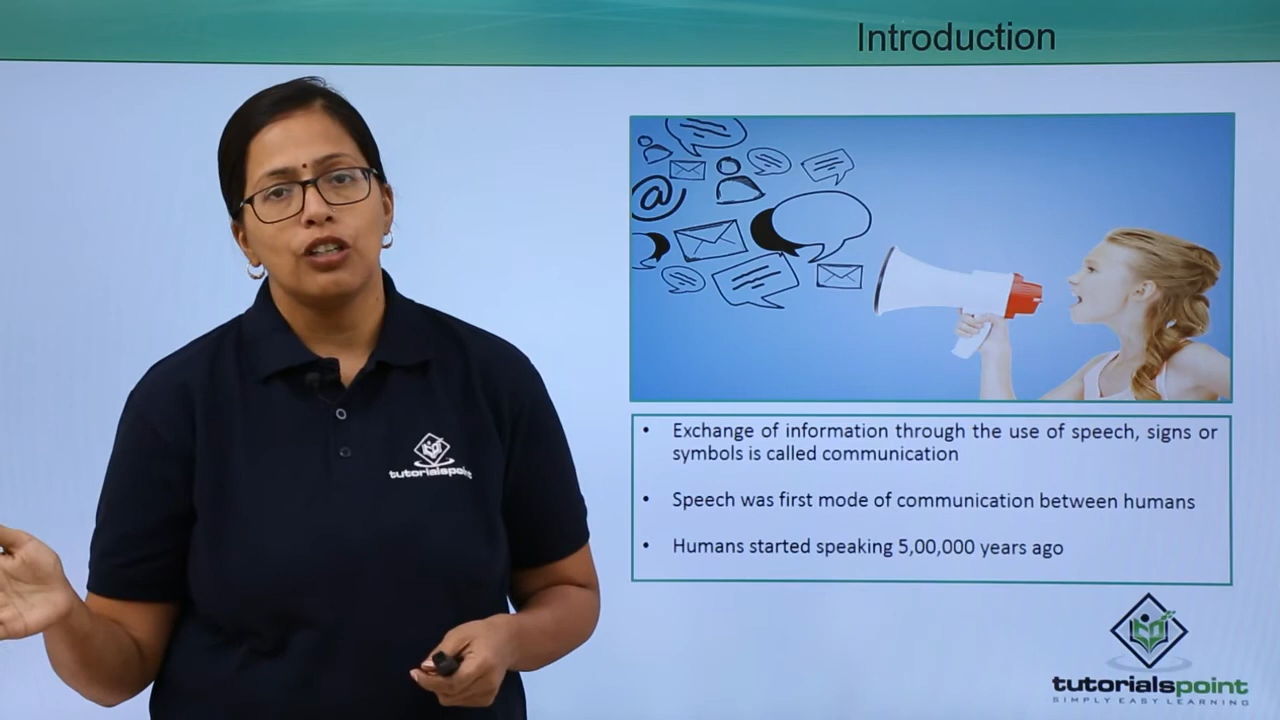 Introduction
@
• Exchange of information through the use of speech, signs or
symbols is called communication
• Speech was first mode of communication between humans
• Humans started speaking 5,00,000 years ago
tutorialspoint
tutorialspoint
SIMPLY EASY LEARNING